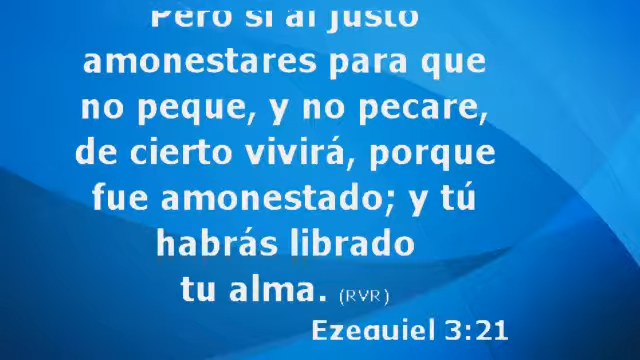 Pero si al justo
amonestares para que
no peque, y no pecare,
de cierto vivirá, porque
fue amonestado; y tú
habrás librado
tu alma. (RVR)
Ezequiel 3:21